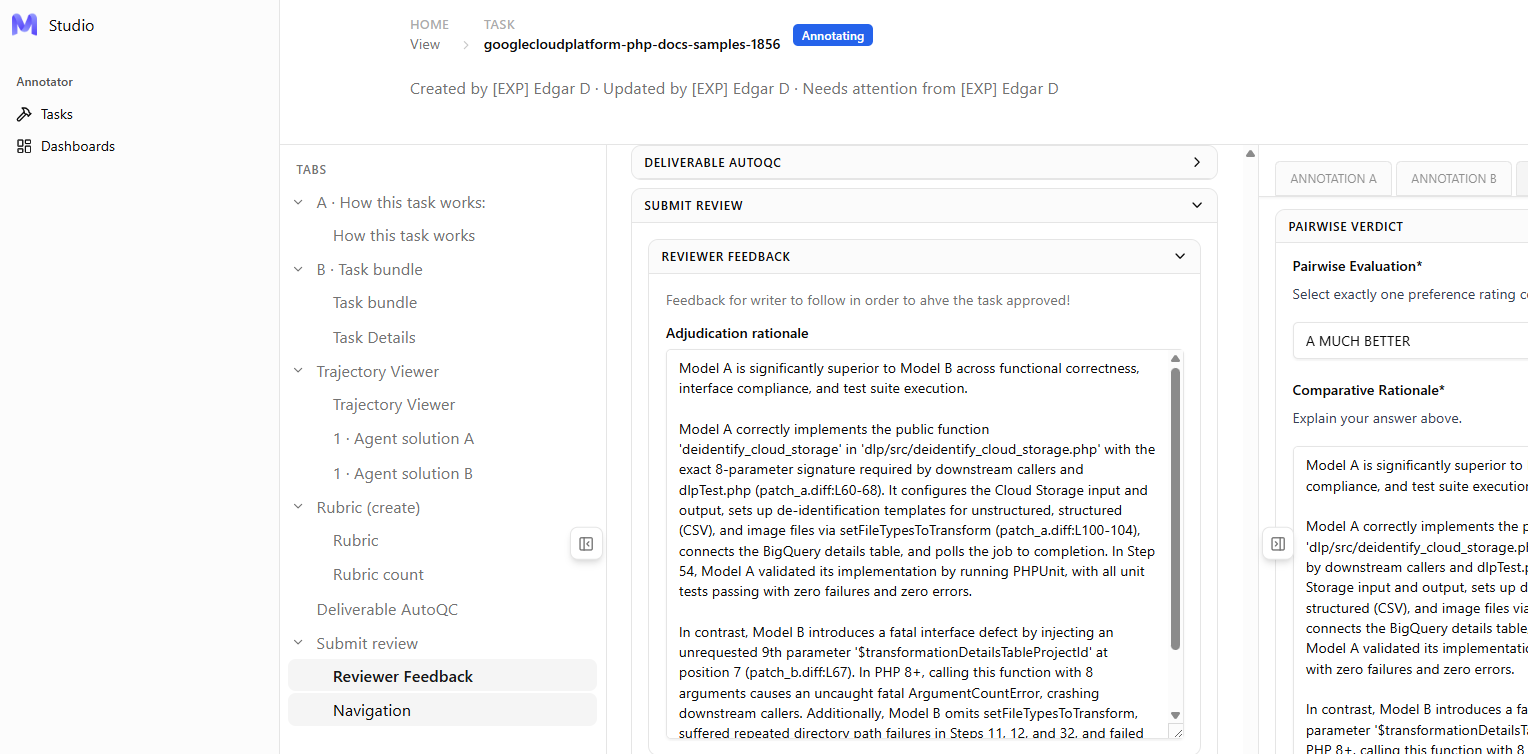 Studio
Annotator
Tasks
Dashboards
HOME
View
TASK
googlecloudplatform-php-docs-samples-1856
Annotating
Created by [EXP] Edgar D · Updated by [EXP] Edgar D · Needs attention from [EXP] Edgar D
TABS
A · How this task works:
How this task works
B · Task bundle
Task bundle
Task Details
Trajectory Viewer
Trajectory Viewer
1 · Agent solution A
1 · Agent solution B
Rubric (create)
Rubric
Rubric count
Deliverable AutoQC
Submit review
Reviewer Feedback
Navigation
DELIVERABLE AUTOQC
SUBMIT REVIEW
REVIEWER FEEDBACK
Feedback for writer to follow in order to ahve the task approved!
Adjudication rationale
Model A is significantly superior to Model B across functional correctness,
interface compliance, and test suite execution.
Model A correctly implements the public function
'deidentify_cloud_storage' in 'dlp/src/deidentify_cloud_storage.php' with the
exact 8-parameter signature required by downstream callers and
dlpTest.php (patch_a.diff:L60-68). It configures the Cloud Storage input and
output, sets up de-identification templates for unstructured, structured
(CSV), and image files via setFileTypesToTransform (patch_a.diff:L100-104),
connects the BigQuery details table, and polls the job to completion. In Step
54, Model A validated its implementation by running PHPUnit, with all unit
tests passing with zero failures and zero errors.
In contrast, Model B introduces a fatal interface defect by injecting an
unrequested 9th parameter '$transformationDetailsTableProjectId' at
position 7 (patch_b.diff:L67). In PHP 8+, calling this function with 8
arguments causes an uncaught fatal ArgumentCountError, crashing
downstream callers. Additionally, Model B omits setFileTypesToTransform,
suffered repeated directory path failures in Steps 11, 12, and 32, and failed
ANNOTATION A
ANNOTATION B
PAIRWISE VERDICT
Pairwise Evaluation*
Select exactly one preference rating c
A MUCH BETTER
Comparative Rationale*
Explain your answer above.
Model A is significantly superior to
compliance, and test suite execution
Model A correctly implements the p
'dlp/src/deidentify_cloud_storage.ph
by downstream callers and dlpTest.p
Storage input and output, sets up d
structured (CSV), and image files via
connects the BigQuery details table
Model A validated its implementatio
with zero failures and zero errors.
In contrast, Model B introduces a fa
parameter '$transformationDetailsTa
PHP 8+, calling this function with 8